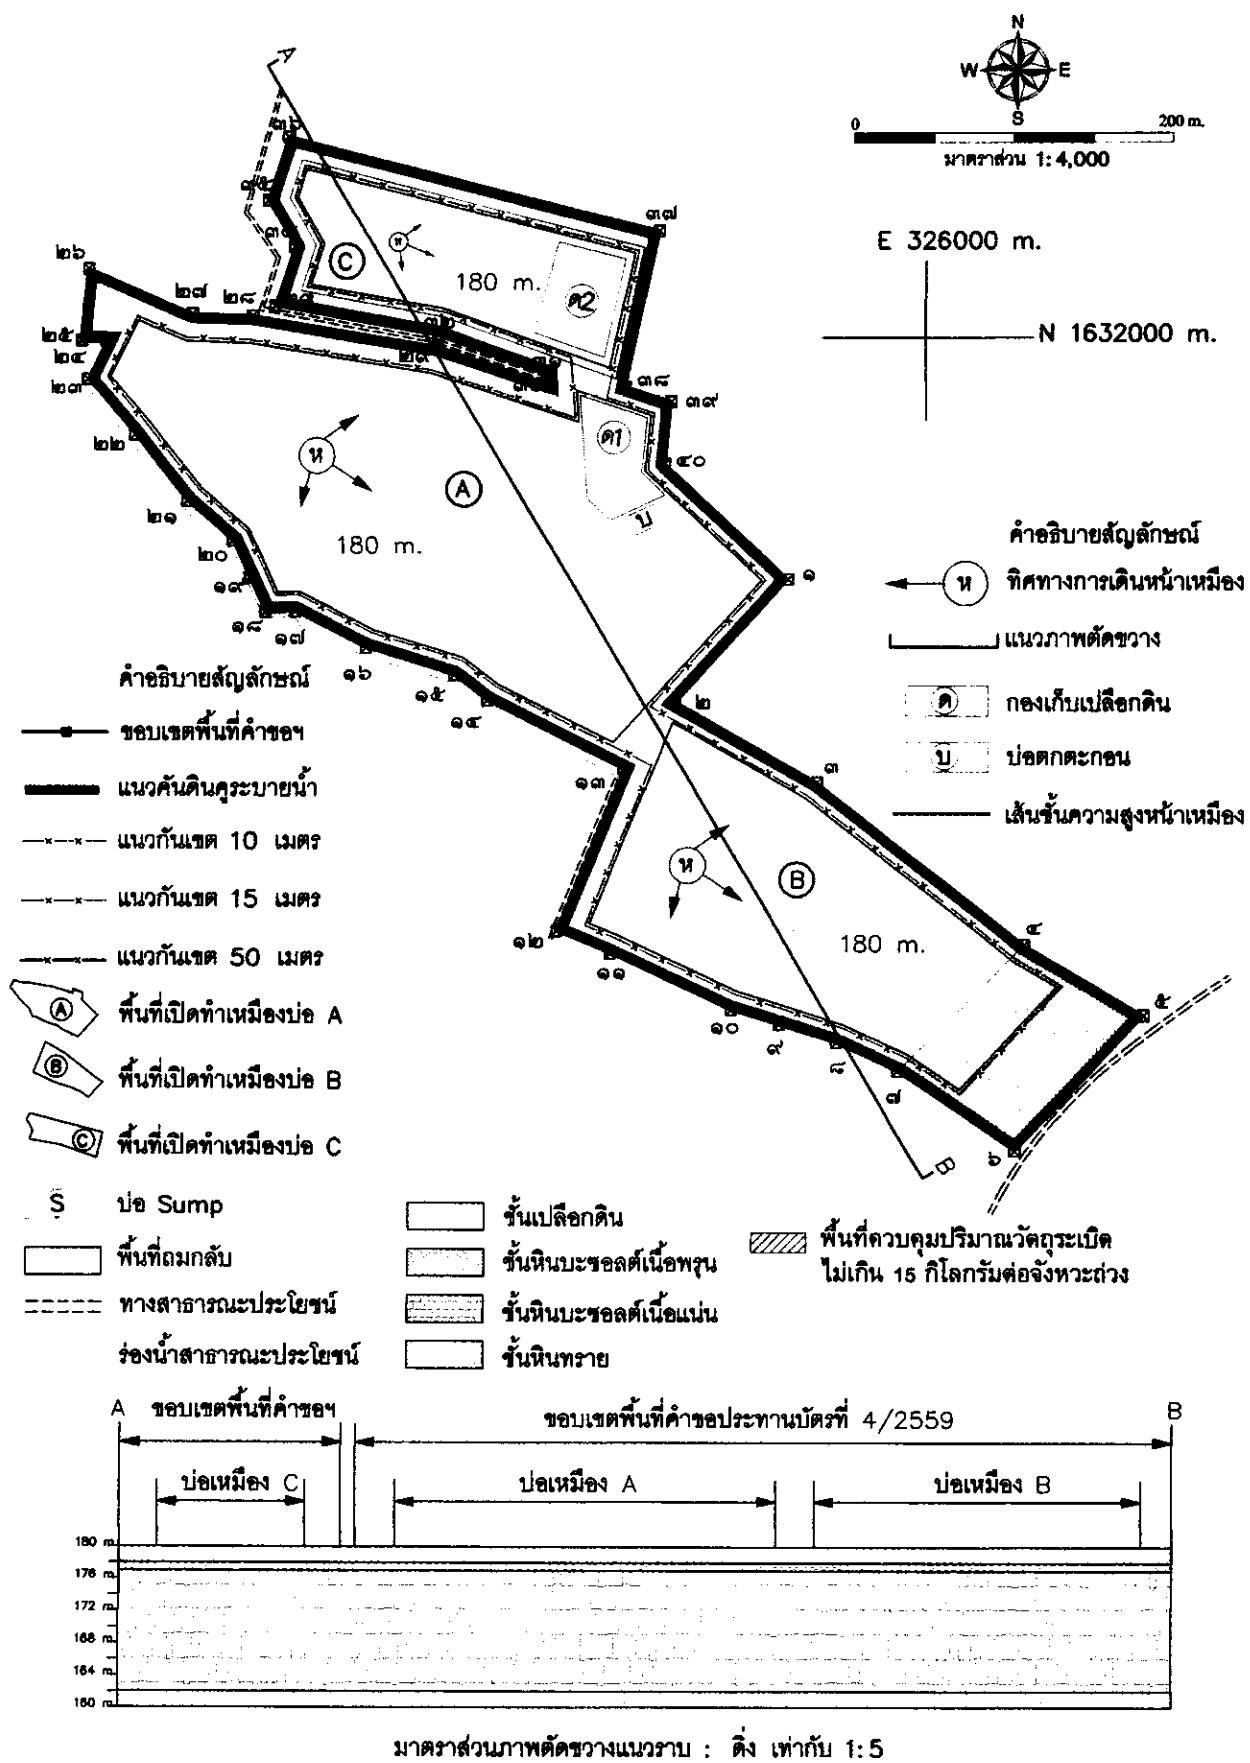 N
W E
S
0 200 m.
มาตราส่วน 1:4,000
E 326000 m.
N 1632000 m.
A
๓๖
๓๕
๓๔
๓๗
๒๖
๒๗
๒๘
C
ห
180 m.
ด2
๒๕
๒๔
๒๓
๓๒
๒๙
๓๑
๓๘
๓๙
๔๐
๒๒
ห
A
ด1
บ
180 m.
๒๑
๒๐
๑๙
๑๘
๑๗
๑๖
๑๕
๑๔
๑๓
๑
๒
๓
ห
B
180 m.
๔
๕
๑๒
๑๑
๑๐
๙
๘
๗
๖
B
คำอธิบายสัญลักษณ์
ห ทิศทางการเดินหน้าเหมือง
แนวภาพตัดขวาง
ด กองเก็บเปลือกดิน
บ บ่อตกตะกอน
เส้นชั้นความสูงหน้าเหมือง
คำอธิบายสัญลักษณ์
ขอบเขตพื้นที่คำขอฯ
แนวคันดินคูระบายน้ำ
แนวกันเขต 10 เมตร
แนวกันเขต 15 เมตร
แนวกันเขต 50 เมตร
A พื้นที่เปิดทำเหมืองบ่อ A
B พื้นที่เปิดทำเหมืองบ่อ B
C พื้นที่เปิดทำเหมืองบ่อ C
S บ่อ Sump
พื้นที่ถมกลับ
ทางสาธารณะประโยชน์
ร่องน้ำสาธารณะประโยชน์
ชั้นเปลือกดิน
ชั้นหินบะซอลต์เนื้อพรุน
ชั้นหินบะซอลต์เนื้อแน่น
ชั้นหินทราย
พื้นที่ควบคุมปริมาณวัตถุระเบิด
ไม่เกิน 15 กิโลกรัมต่อจังหวะถ่วง
A ขอบเขตพื้นที่คำขอฯ ขอบเขตพื้นที่คำขอประทานบัตรที่ 4/2559 B
บ่อเหมือง C บ่อเหมือง A บ่อเหมือง B
180 m.
176 m.
172 m.
168 m.
164 m.
160 m.
มาตราส่วนภาพตัดขวางแนวราบ : ดิ่ง เท่ากับ 1:5